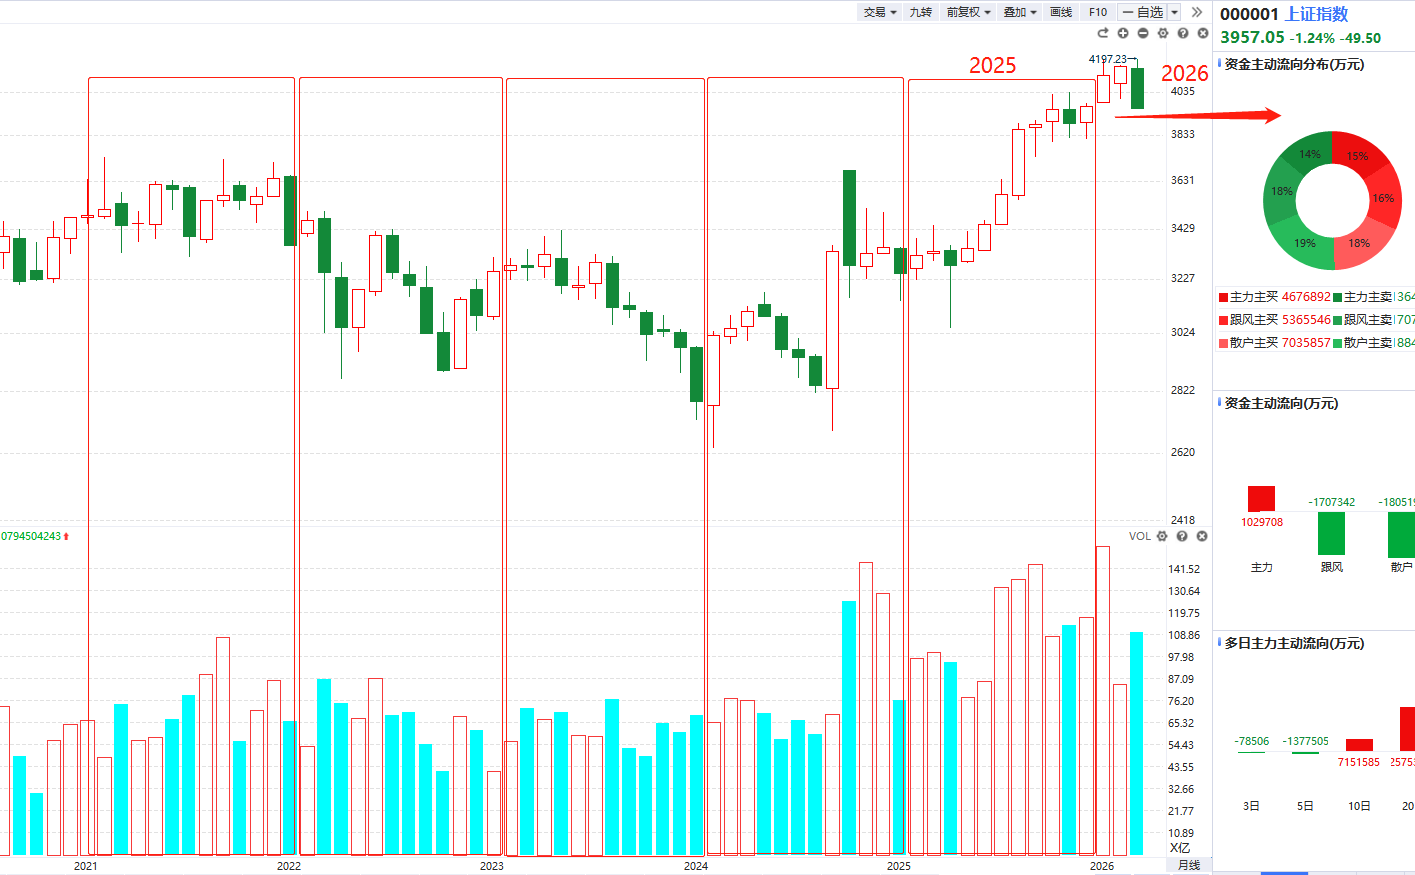 交易 九转 前复权 叠加 画线 F10 一 自选
000001 上证指数
3957.05 -1.24% -49.50
资金主动流向分布(万元)
2025
4197.23
2026
4035
3833
3631
3429
3227
3024
2822
2620
2418
14% 15%
18% 16%
19% 18%
主力主买 4676892 主力主卖 364
跟风主买 5365546 跟风主卖 707
散户主买 7035857 散户主卖 884
资金主动流向(万元)
-1707342 -180519
1029708
主力 跟风 散户
0794504243
VOL
141.52
130.64
119.75
108.86
97.98
87.09
76.20
65.32
54.43
43.55
32.66
21.77
10.89
X亿
多日主力主动流向(万元)
-78506 -1377505
7151585 25753
3日 5日 10日 20
2021 2022 2023 2024 2025 2026 月线